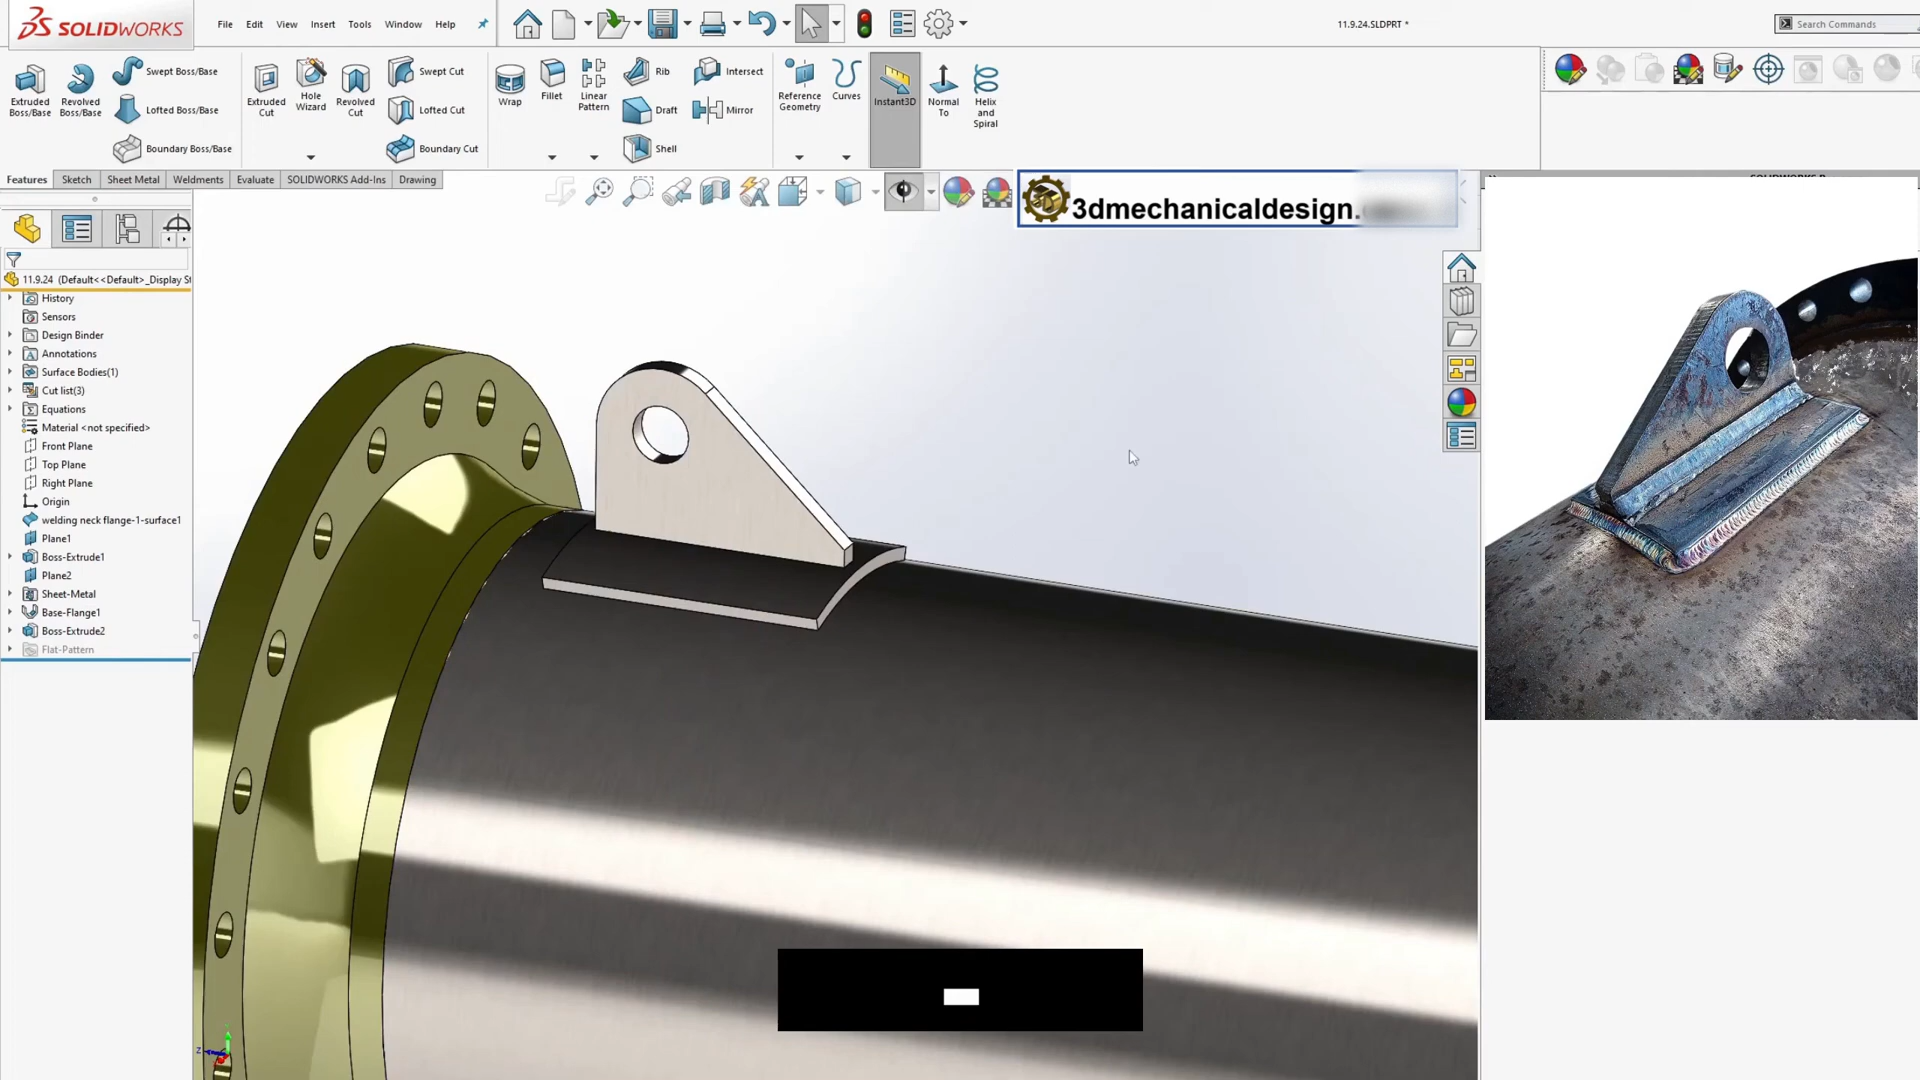 SOLIDWORKS
File Edit View Insert Tools Window Help
11.9.24.SLDPRT *
Search Commands
Extruded Boss/Base
Revolved Boss/Base
Swept Boss/Base
Lofted Boss/Base
Boundary Boss/Base
Extruded Cut
Hole Wizard
Revolved Cut
Swept Cut
Lofted Cut
Boundary Cut
Wrap
Fillet
Linear Pattern
Rib
Draft
Shell
Intersect
Mirror
Reference Geometry
Curves
Instant3D
Normal To
Helix and Spiral
Features Sketch Sheet Metal Weldments Evaluate SOLIDWORKS Add-Ins Drawing
3dmechanicaldesign.
11.9.24 (Default<<Default>_Display St
History
Sensors
Design Binder
Annotations
Surface Bodies(1)
Cut list(3)
Equations
Material <not specified>
Front Plane
Top Plane
Right Plane
Origin
welding neck flange-1-surface1
Plane1
Boss-Extrude1
Plane2
Sheet-Metal
Base-Flange1
Boss-Extrude2
Flat-Pattern
Z